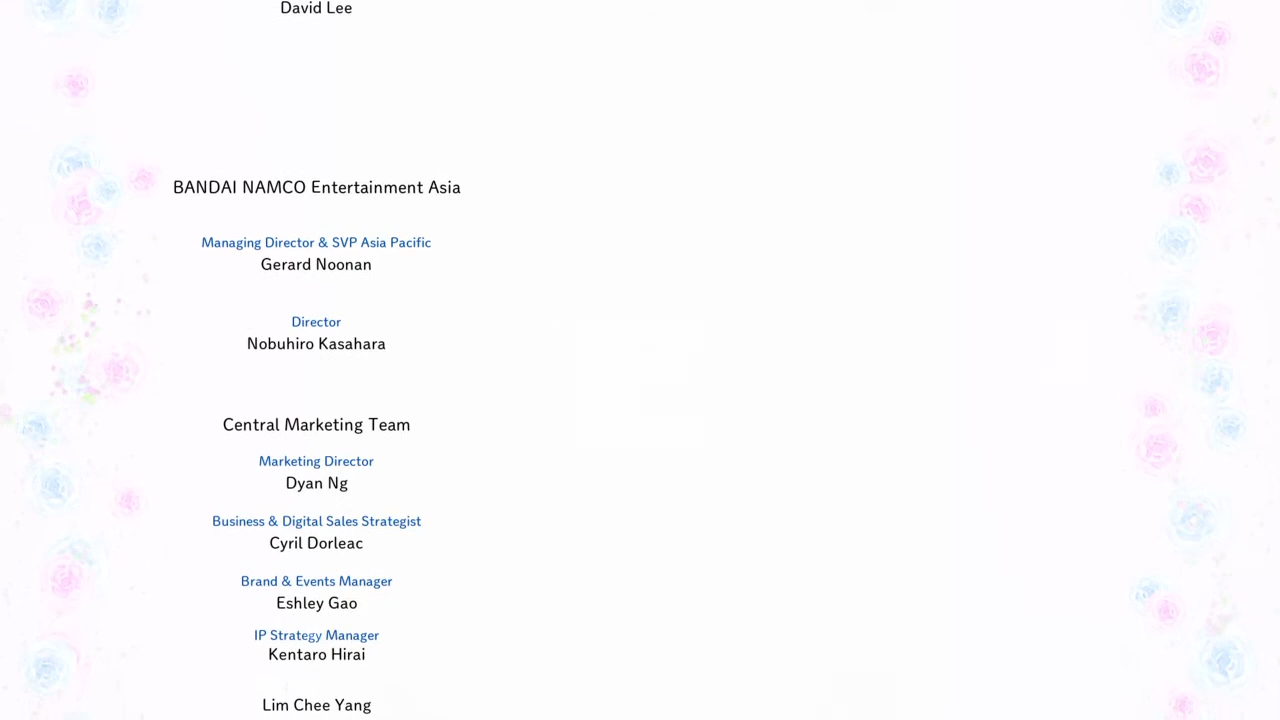 David Lee
BANDAI NAMCO Entertainment Asia
Managing Director & SVP Asia Pacific
Gerard Noonan
Director
Nobuhiro Kasahara
Central Marketing Team
Marketing Director
Dyan Ng
Business & Digital Sales Strategist
Cyril Dorleac
Brand & Events Manager
Eshley Gao
IP Strategy Manager
Kentaro Hirai
Lim Chee Yang